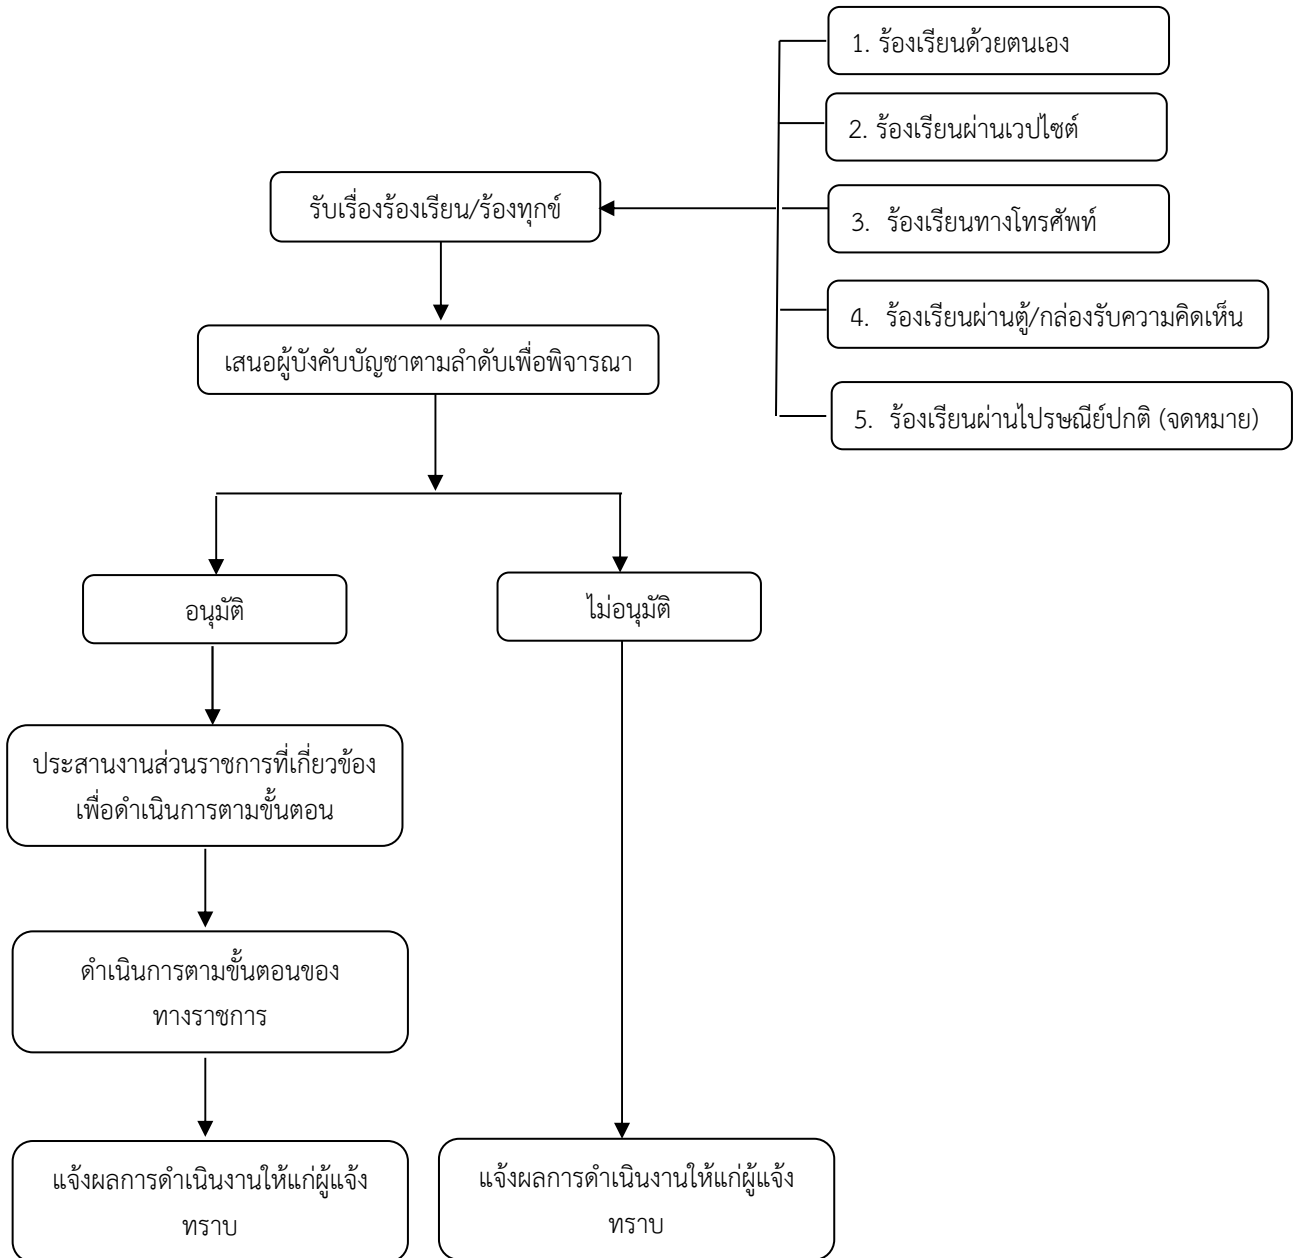 1. ร้องเรียนด้วยตนเอง
2. ร้องเรียนผ่านเวปไซต์
รับเรื่องร้องเรียน/ร้องทุกข์
3. ร้องเรียนทางโทรศัพท์
4. ร้องเรียนผ่านตู้/กล่องรับความคิดเห็น
เสนอผู้บังคับบัญชาตามลำดับเพื่อพิจารณา
5. ร้องเรียนผ่านไปรษณีย์ปกติ (จดหมาย)
อนุมัติ
ไม่อนุมัติ
ประสานงานส่วนราชการที่เกี่ยวข้อง
เพื่อดำเนินการตามขั้นตอน
ดำเนินการตามขั้นตอนของ
ทางราชการ
แจ้งผลการดำเนินงานให้แก่ผู้แจ้ง
ทราบ
แจ้งผลการดำเนินงานให้แก่ผู้แจ้ง
ทราบ